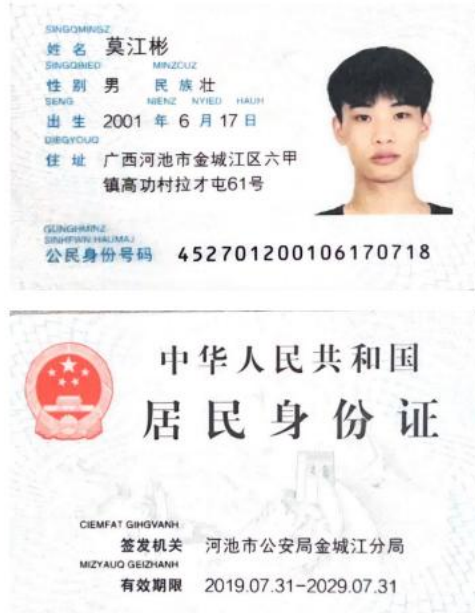 SINGQMINGZ
姓 名 莫江彬
SINGQBIED MINZCUZ
性 别 男 民 族 壮
SENG NIENZ NYIED HAUH
出 生 2001 年 6 月 17 日
DIEGYOUQ
住 址 广西河池市金城江区六甲
镇高功村拉才屯61号
GUNGHMINZ
SINHFWN HAUMAJ
公民身份号码 452701200106170718
中华人民共和国
居民身份证
CIEMFAT GIHGVANH
签发机关 河池市公安局金城江分局
MIZYAUQ GEIZHANH
有效期限 2019.07.31-2029.07.31